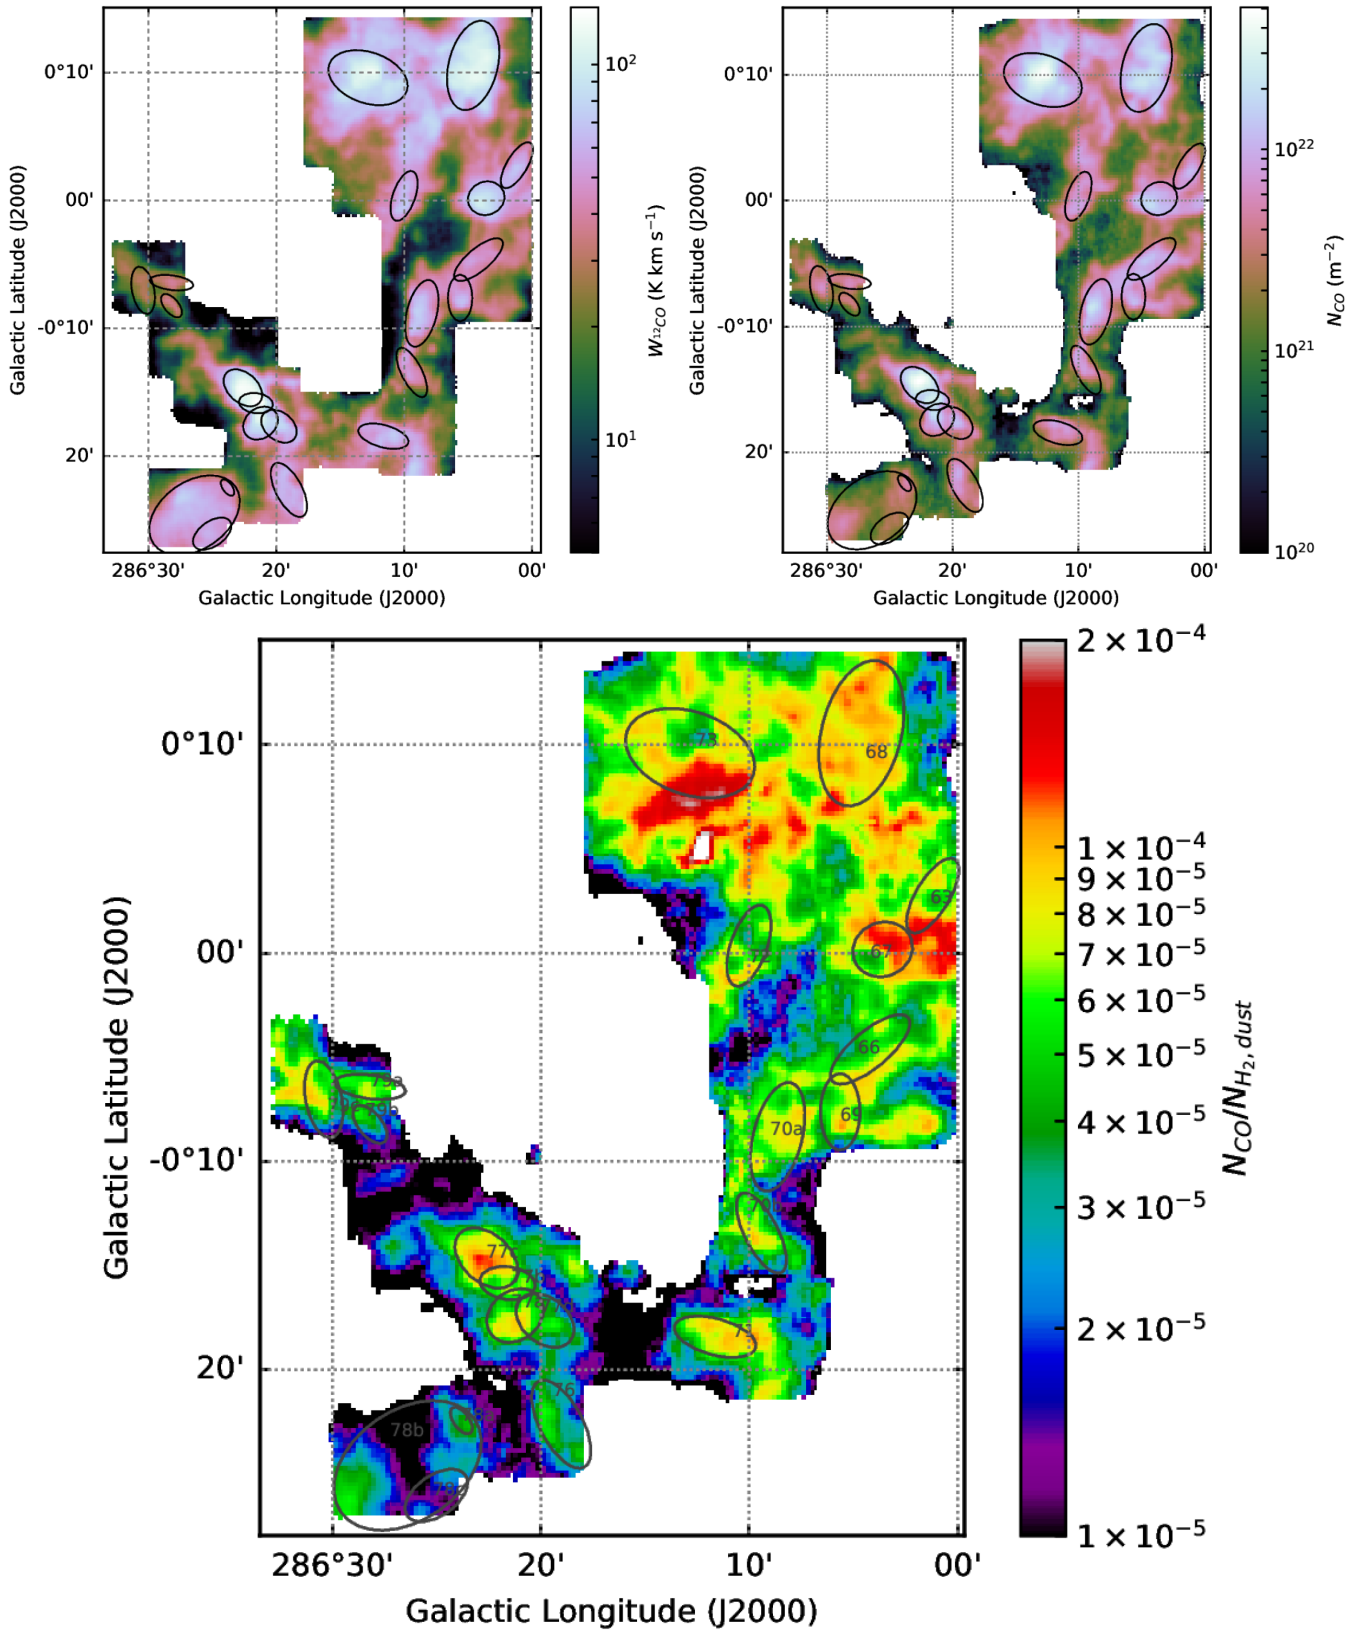 0°10'
00'
-0°10'
20'
286°30' 20' 10' 00'
Galactic Longitude (J2000)
Galactic Latitude (J2000)
10²
10¹
W₁₂CO (K km s⁻¹)
0°10'
00'
-0°10'
20'
286°30' 20' 10' 00'
Galactic Longitude (J2000)
Galactic Latitude (J2000)
10²²
10²¹
10²⁰
N_CO (m⁻²)
0°10'
00'
-0°10'
20'
286°30' 20' 10' 00'
Galactic Longitude (J2000)
Galactic Latitude (J2000)
73
68
63
67
72
66
69
70a
70b
79a
79b
77
71
76
78b
2 × 10⁻⁴
1 × 10⁻⁴
9 × 10⁻⁵
8 × 10⁻⁵
7 × 10⁻⁵
6 × 10⁻⁵
5 × 10⁻⁵
4 × 10⁻⁵
3 × 10⁻⁵
2 × 10⁻⁵
1 × 10⁻⁵
N_CO/N_H₂,dust